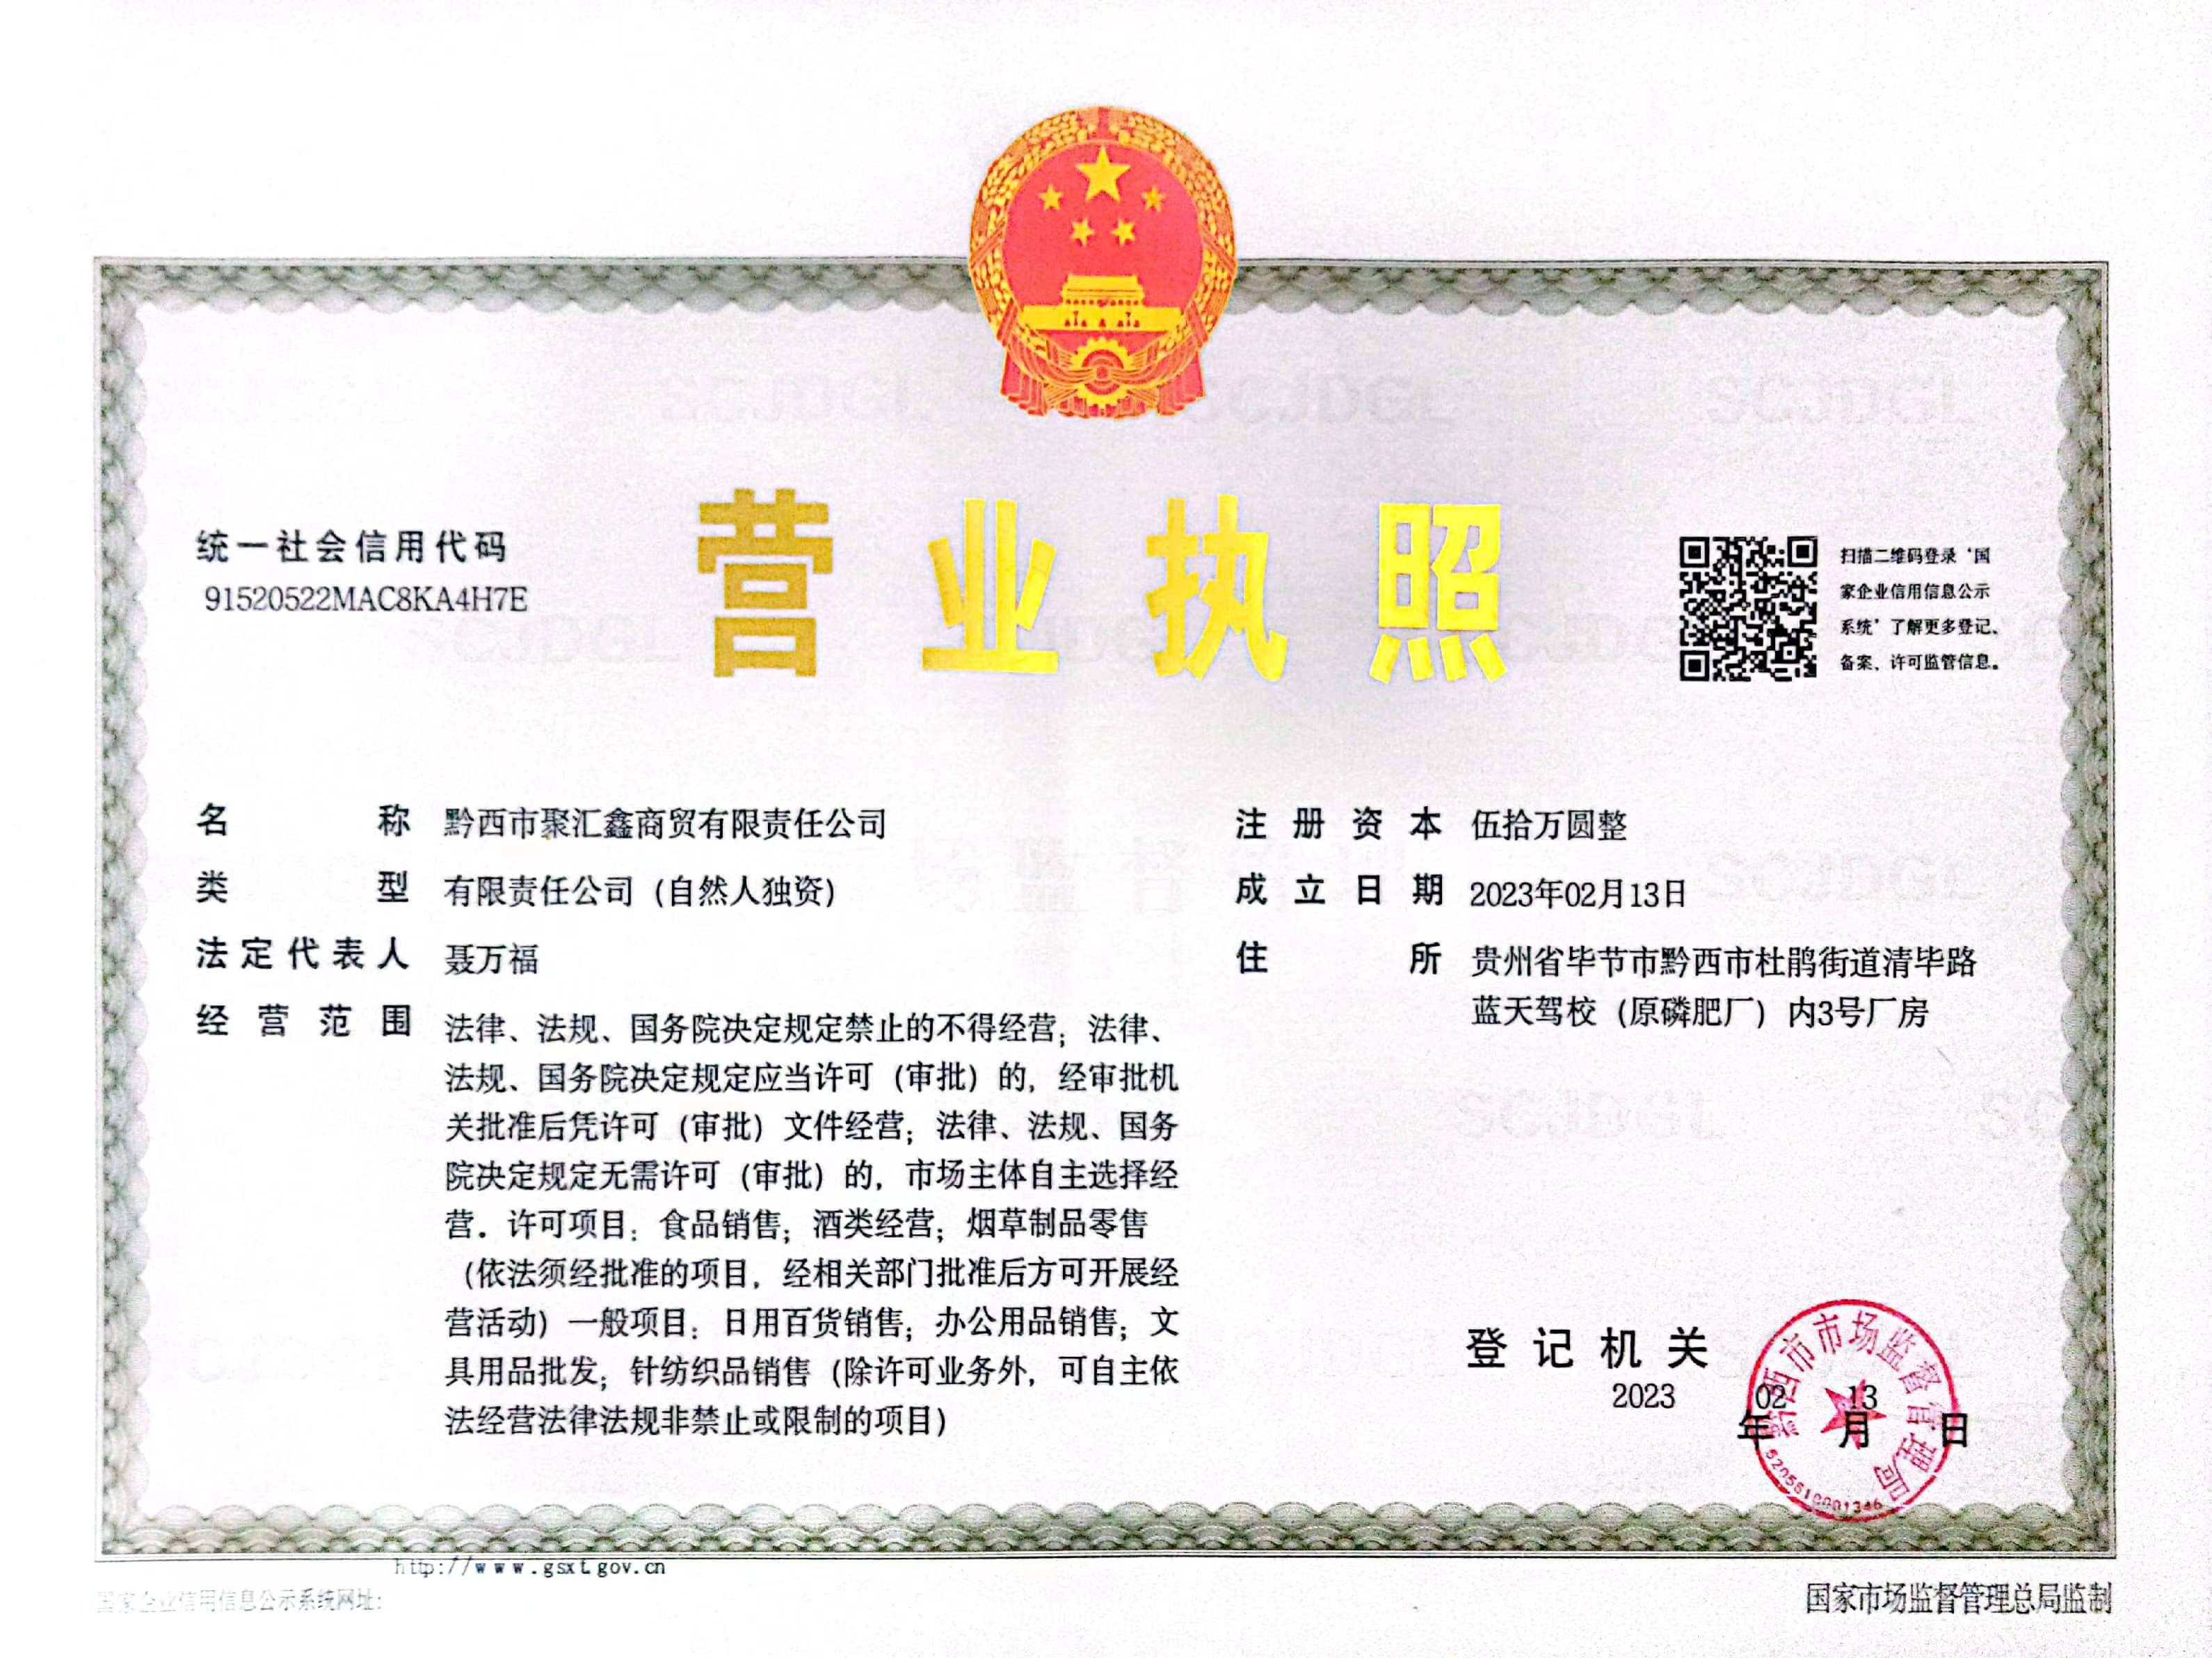 营业执照
统一社会信用代码
91520522MAC8KA4H7E
扫描二维码登录‘国
家企业信用信息公示
系统’了解更多登记、
备案、许可监管信息。
名称 黔西市聚汇鑫商贸有限责任公司
类型 有限责任公司（自然人独资）
法定代表人 聂万福
经营范围 法律、法规、国务院决定规定禁止的不得经营；法律、
法规、国务院决定规定应当许可（审批）的，经审批机
关批准后凭许可（审批）文件经营；法律、法规、国务
院决定规定无需许可（审批）的，市场主体自主选择经
营．许可项目：食品销售；酒类经营；烟草制品零售
（依法须经批准的项目，经相关部门批准后方可开展经
营活动）一般项目：日用百货销售；办公用品销售；文
具用品批发；针纺织品销售（除许可业务外，可自主依
法经营法律法规非禁止或限制的项目）
注册资本 伍拾万圆整
成立日期 2023年02月13日
住所 贵州省毕节市黔西市杜鹃街道清毕路
蓝天驾校（原磷肥厂）内3号厂房
登记机关
2023 02 13
年 月 日
黔西市市场监督管理局
5205810001346
http://www.gsxt.gov.cn
国家企业信用信息公示系统网址：
国家市场监督管理总局监制
SCJDGL
SCJDGL
SCJDGL
SCJDGL
SCJDGL